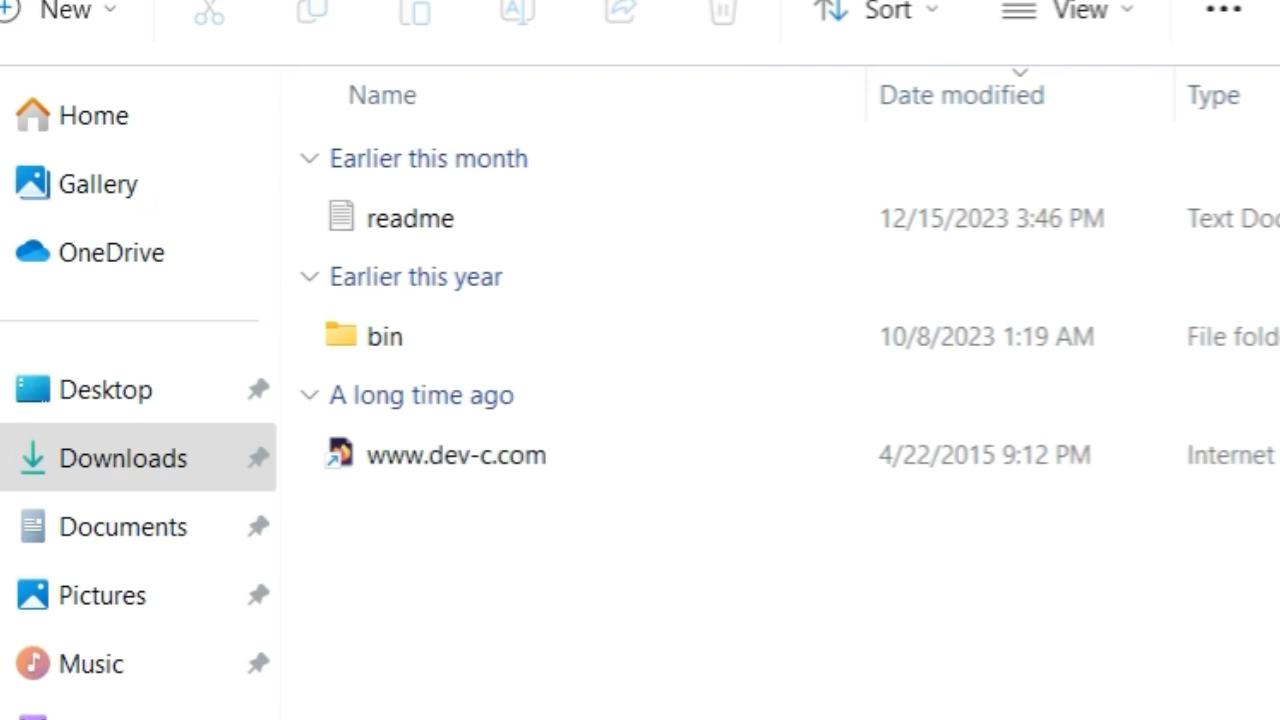 New Sort View
Name Date modified Type
Home
Earlier this month
Gallery
readme 12/15/2023 3:46 PM Text Doc
OneDrive
Earlier this year
bin 10/8/2023 1:19 AM File fold
Desktop
A long time ago
Downloads
www.dev-c.com 4/22/2015 9:12 PM Internet
Documents
Pictures
Music